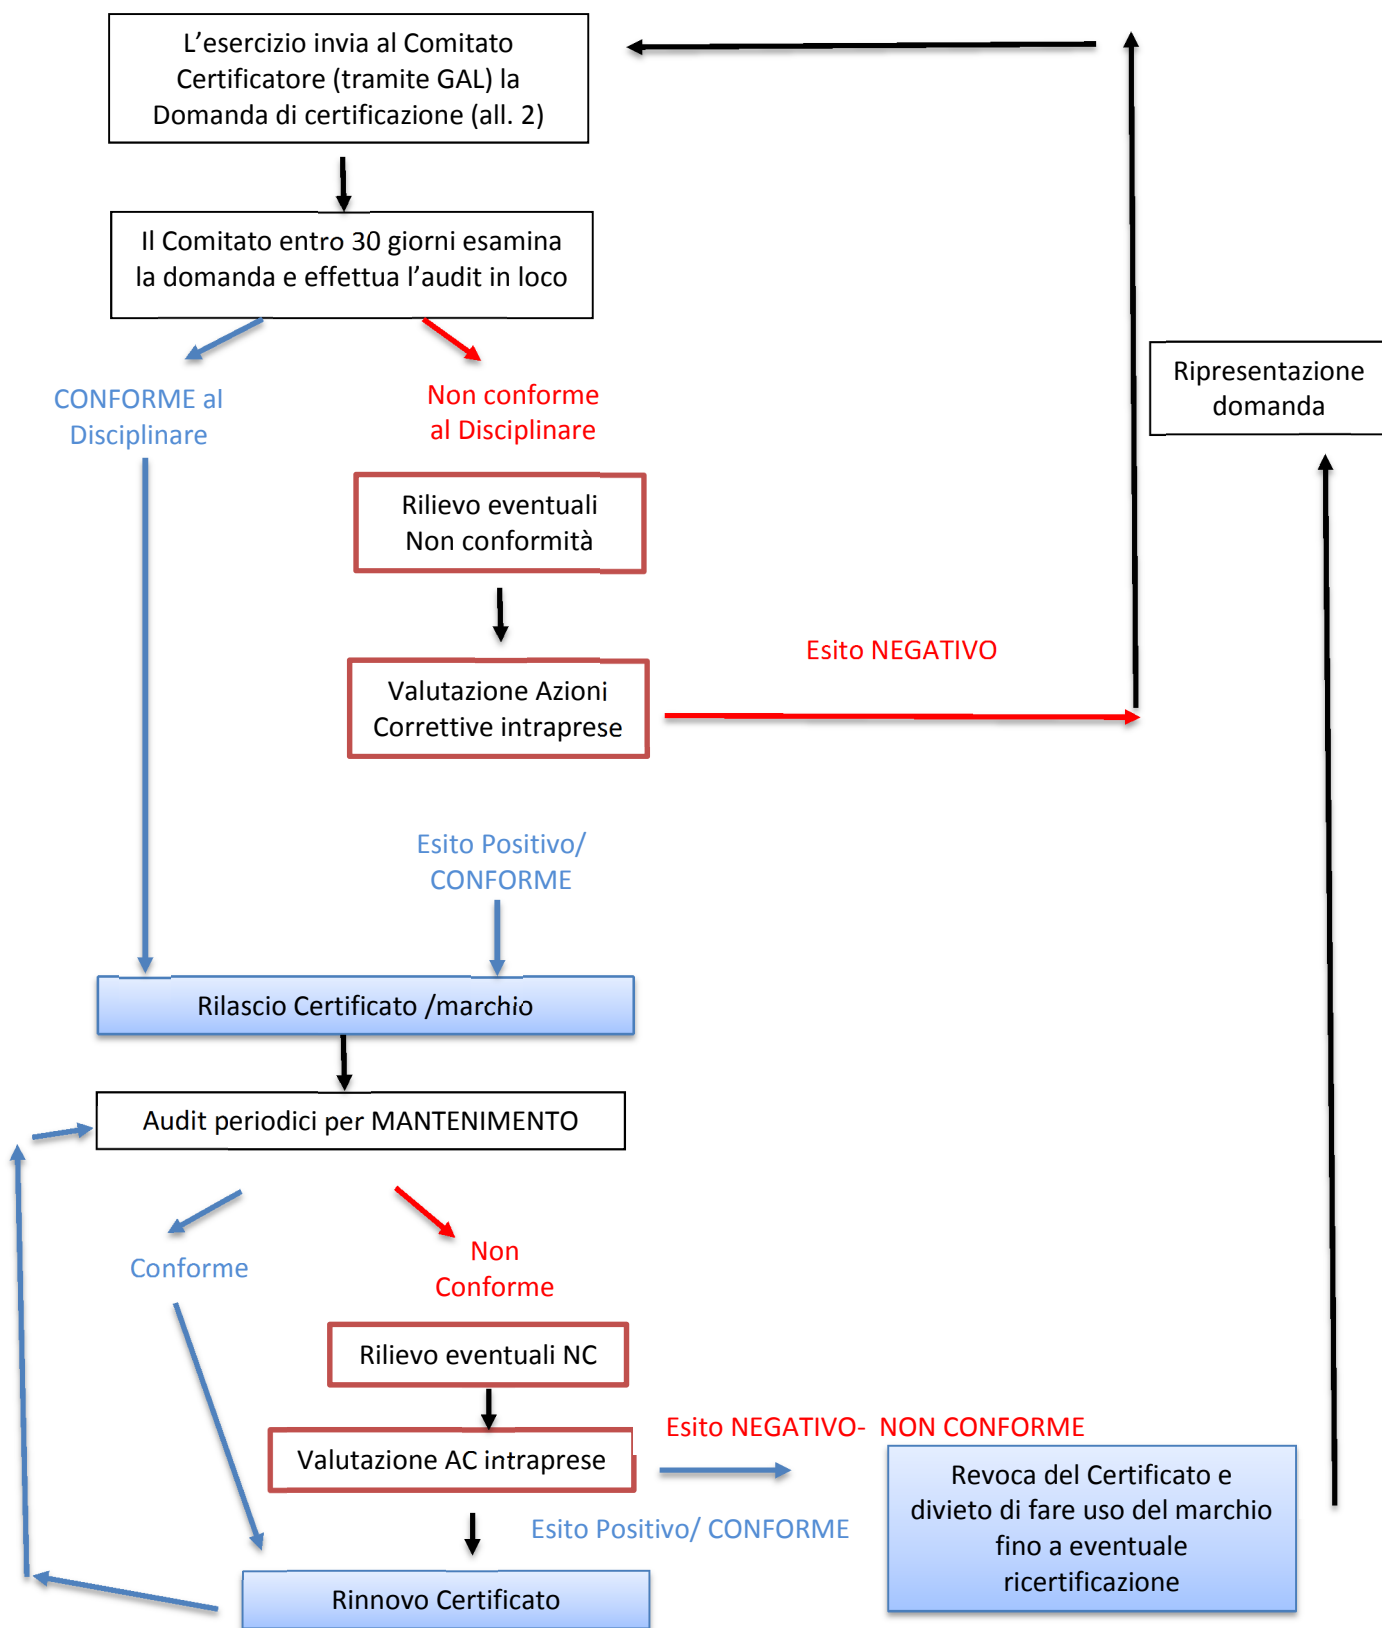 L’esercizio invia al Comitato
Certificatore (tramite GAL) la
Domanda di certificazione (all. 2)
Il Comitato entro 30 giorni esamina
la domanda e effettua l’audit in loco
CONFORME al
Disciplinare
Non conforme
al Disciplinare
Ripresentazione
domanda
Rilievo eventuali
Non conformità
Esito NEGATIVO
Valutazione Azioni
Correttive intraprese
Esito Positivo/
CONFORME
Rilascio Certificato /marchio
Audit periodici per MANTENIMENTO
Conforme
Non
Conforme
Rilievo eventuali NC
Esito NEGATIVO- NON CONFORME
Valutazione AC intraprese
Revoca del Certificato e
divieto di fare uso del marchio
fino a eventuale
ricertificazione
Esito Positivo/ CONFORME
Rinnovo Certificato